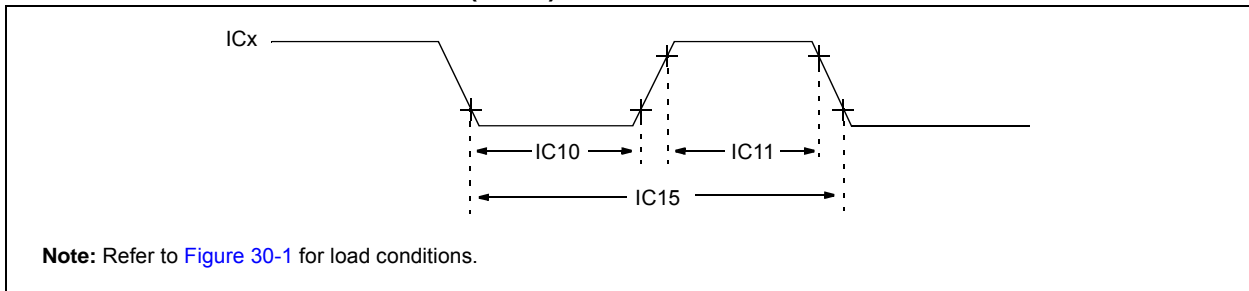 ICx
IC10
IC11
IC15
Note: Refer to Figure 30-1 for load conditions.